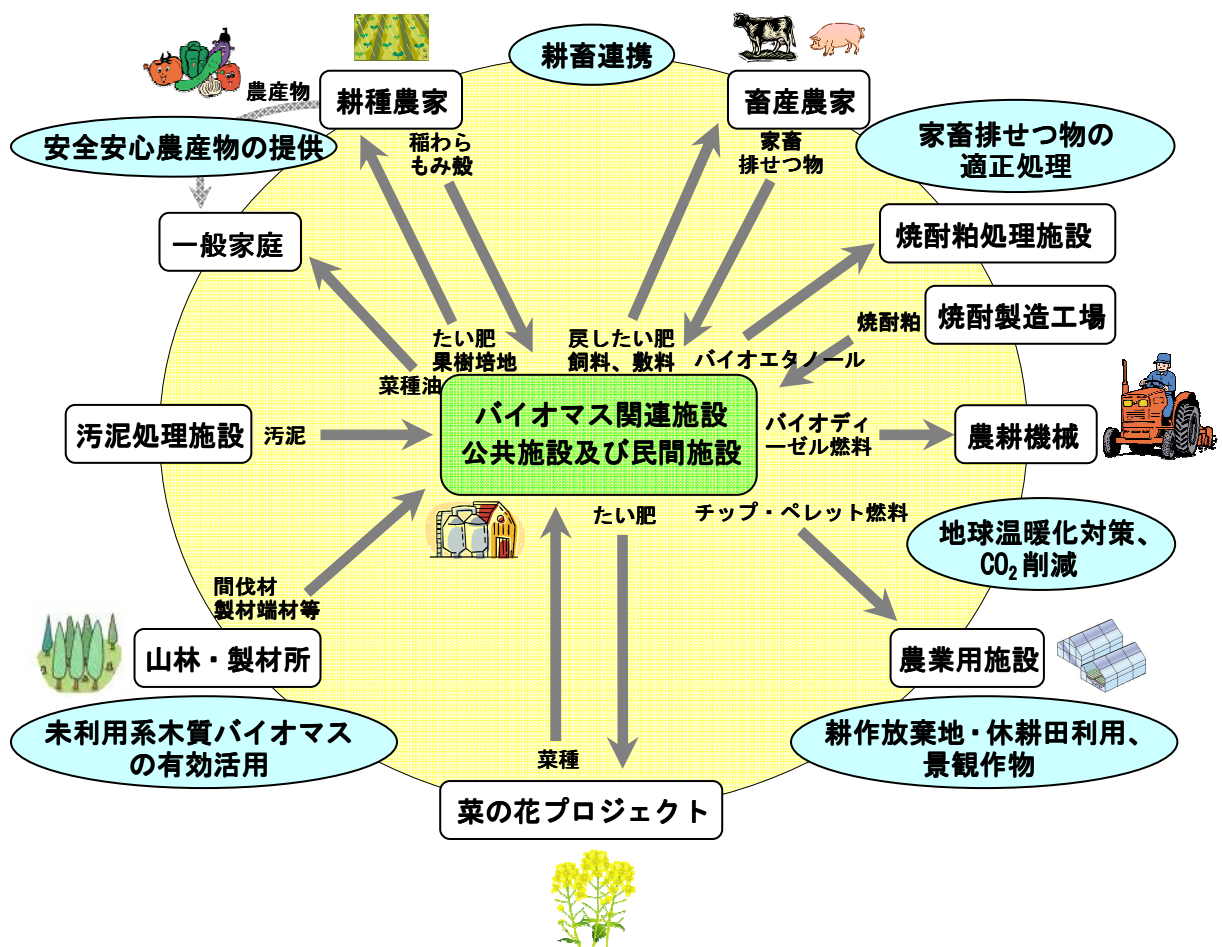 耕畜連携
農産物
耕種農家
畜産農家
安全安心農産物の提供
稲わら
もみ殻
家畜
排せつ物
家畜排せつ物の
適正処理
一般家庭
焼酎粕処理施設
焼酎製造工場
焼酎粕
たい肥
果樹培地
菜種油
戻したい肥
飼料、敷料
バイオエタノール
汚泥処理施設
汚泥
バイオマス関連施設
公共施設及び民間施設
バイオディ
ーゼル燃料
農耕機械
たい肥
チップ・ペレット燃料
地球温暖化対策、
CO₂削減
間伐材
製材端材等
山林・製材所
農業用施設
未利用系木質バイオマス
の有効活用
耕作放棄地・休耕田利用、
景観作物
菜種
菜の花プロジェクト